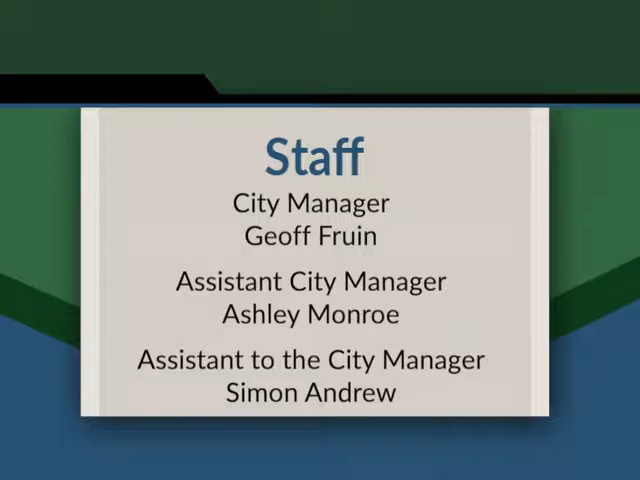 Staff
City Manager
Geoff Fruin
Assistant City Manager
Ashley Monroe
Assistant to the City Manager
Simon Andrew